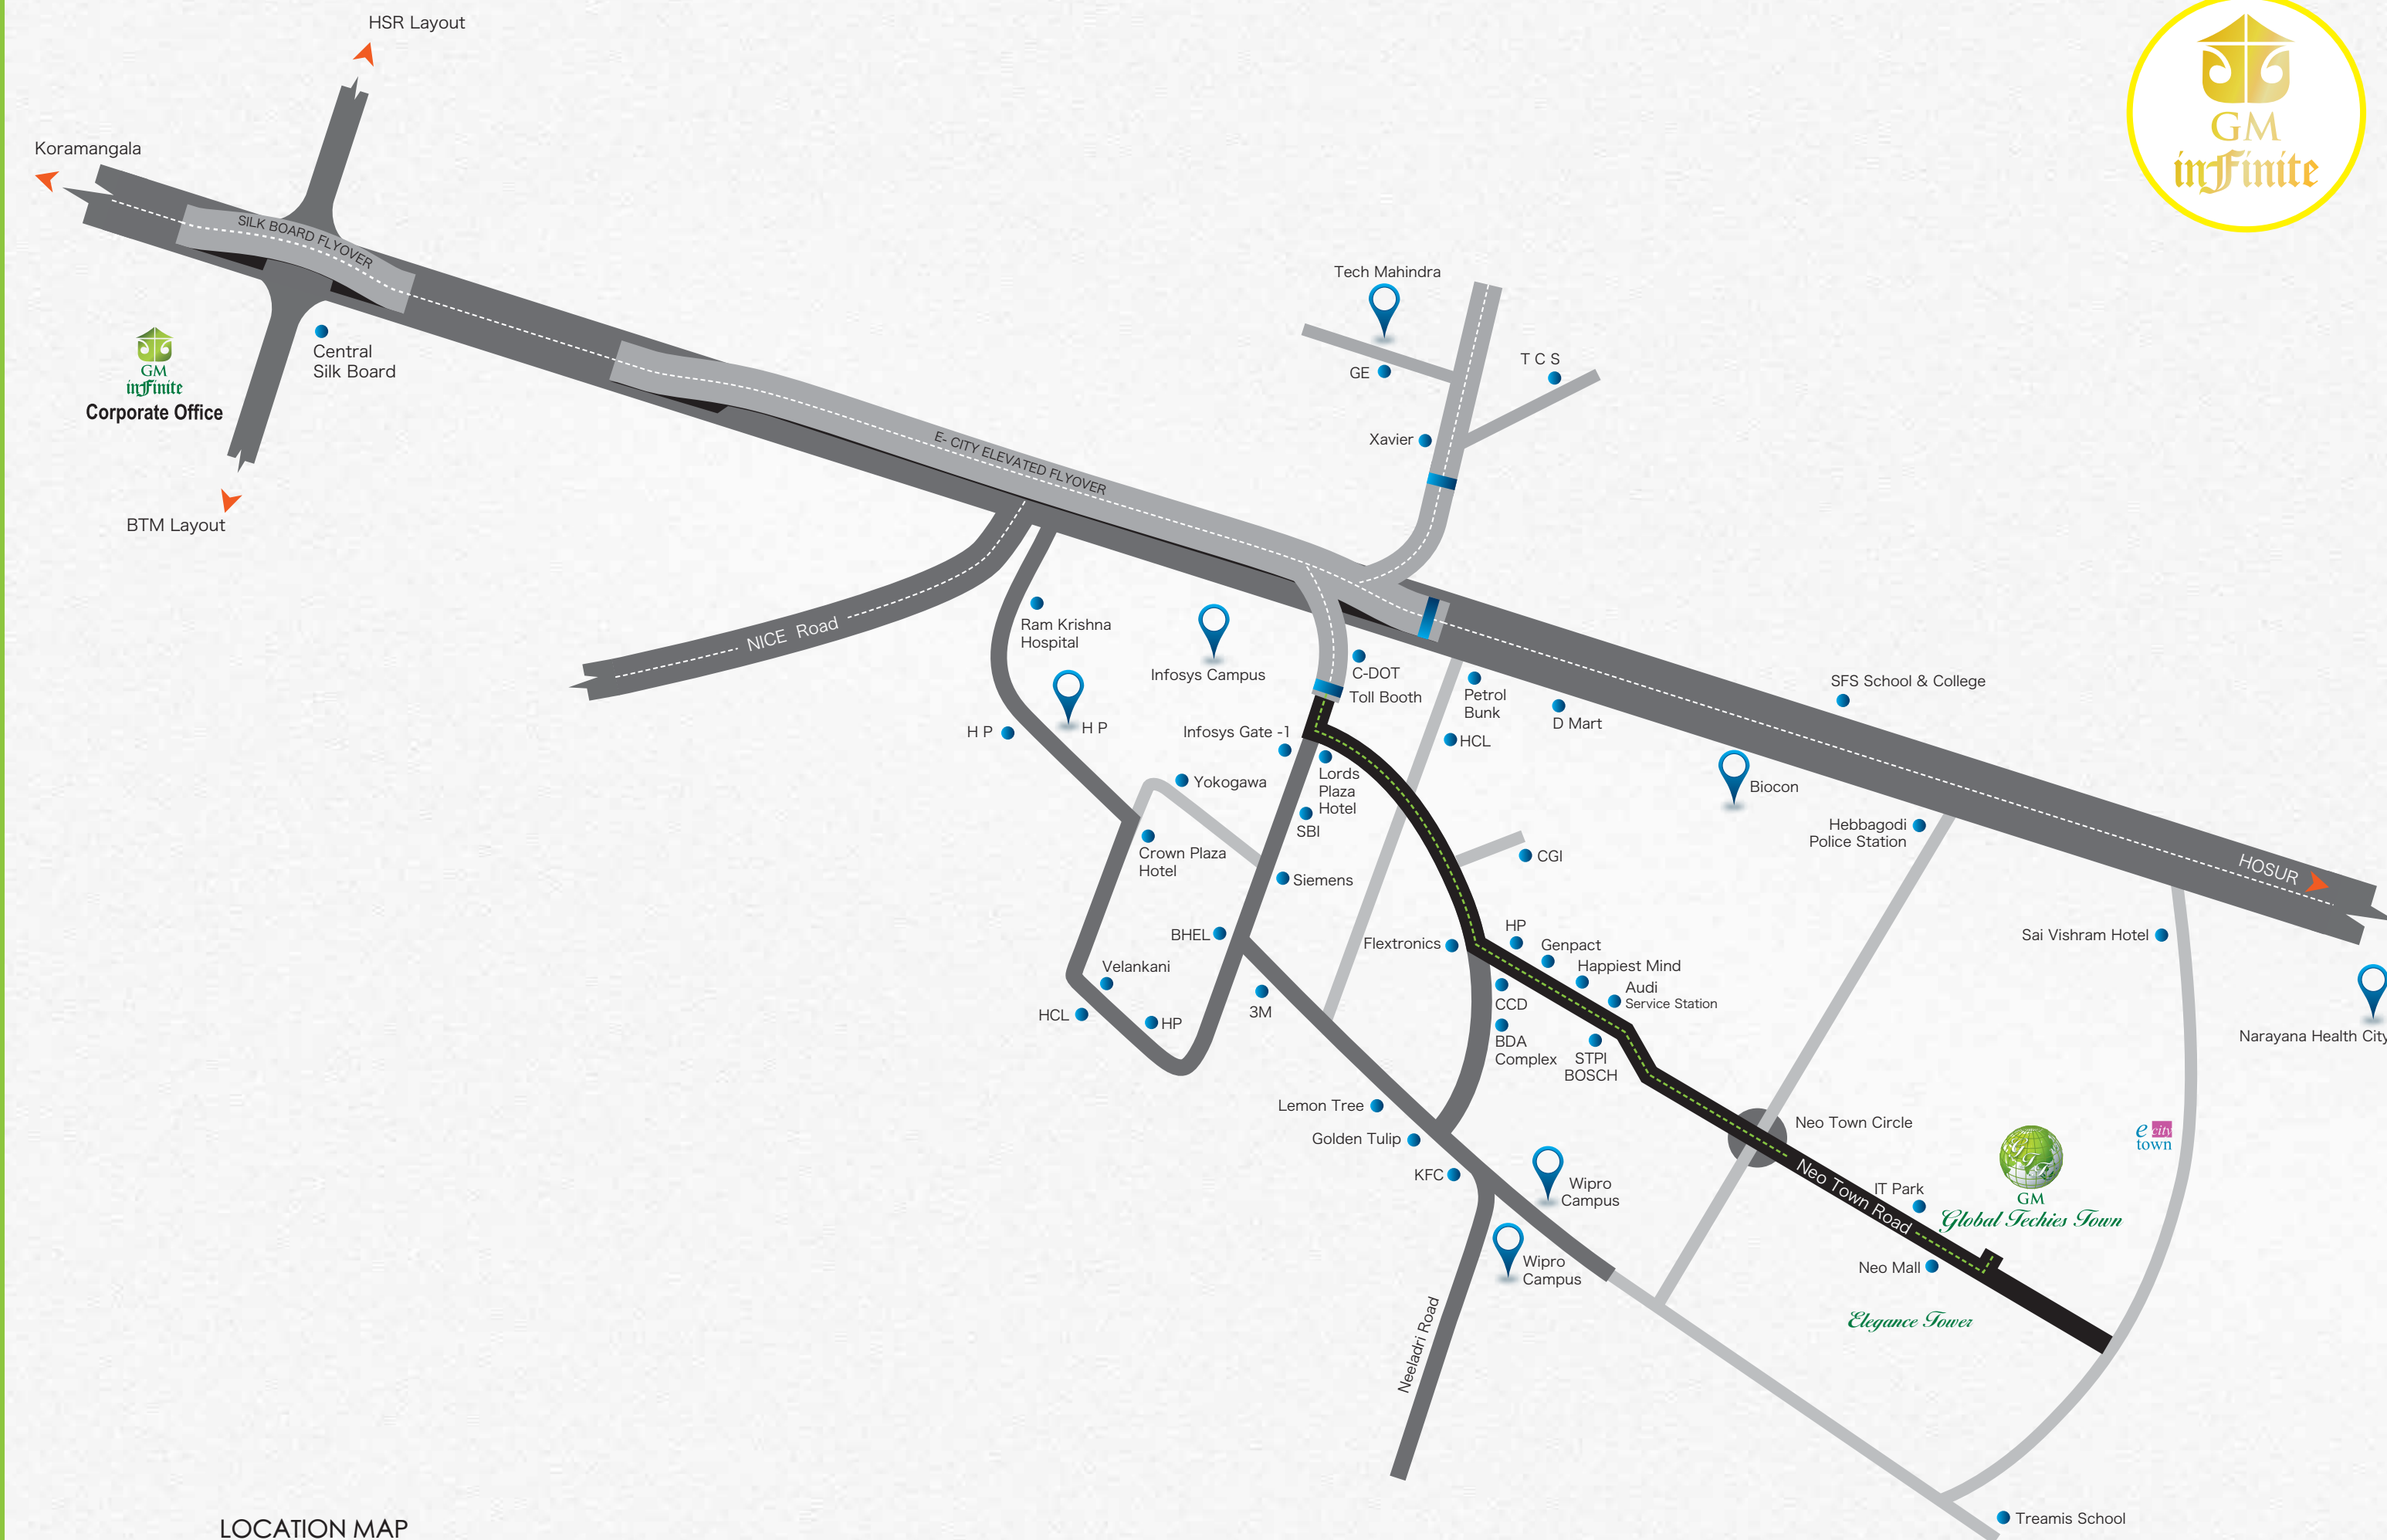 HSR Layout
GM
inFinite
Koramangala
SILK BOARD FLYOVER
Tech Mahindra
GM
inFinite
Corporate Office
Central
Silk Board
GE
T C S
Xavier
E- CITY ELEVATED FLYOVER
BTM Layout
NICE Road
Ram Krishna
Hospital
Infosys Campus
C-DOT
Toll Booth
Petrol
Bunk
SFS School & College
D Mart
H P
H P
Infosys Gate -1
HCL
Yokogawa
Lords
Plaza
Hotel
Biocon
SBI
Hebbagodi
Police Station
Crown Plaza
Hotel
CGI
HOSUR
Siemens
BHEL
Flextronics
HP
Genpact
Sai Vishram Hotel
Velankani
Happiest Mind
Audi
Service Station
CCD
HCL
HP
3M
BDA
Complex
STPI
BOSCH
Narayana Health City
Lemon Tree
Neo Town Circle
e city
town
Golden Tulip
KFC
Wipro
Campus
Neo Town Road
IT Park
GTT
GM
Global Techies Town
Wipro
Campus
Neo Mall
Neeladri Road
Elegance Tower
Treamis School
LOCATION MAP